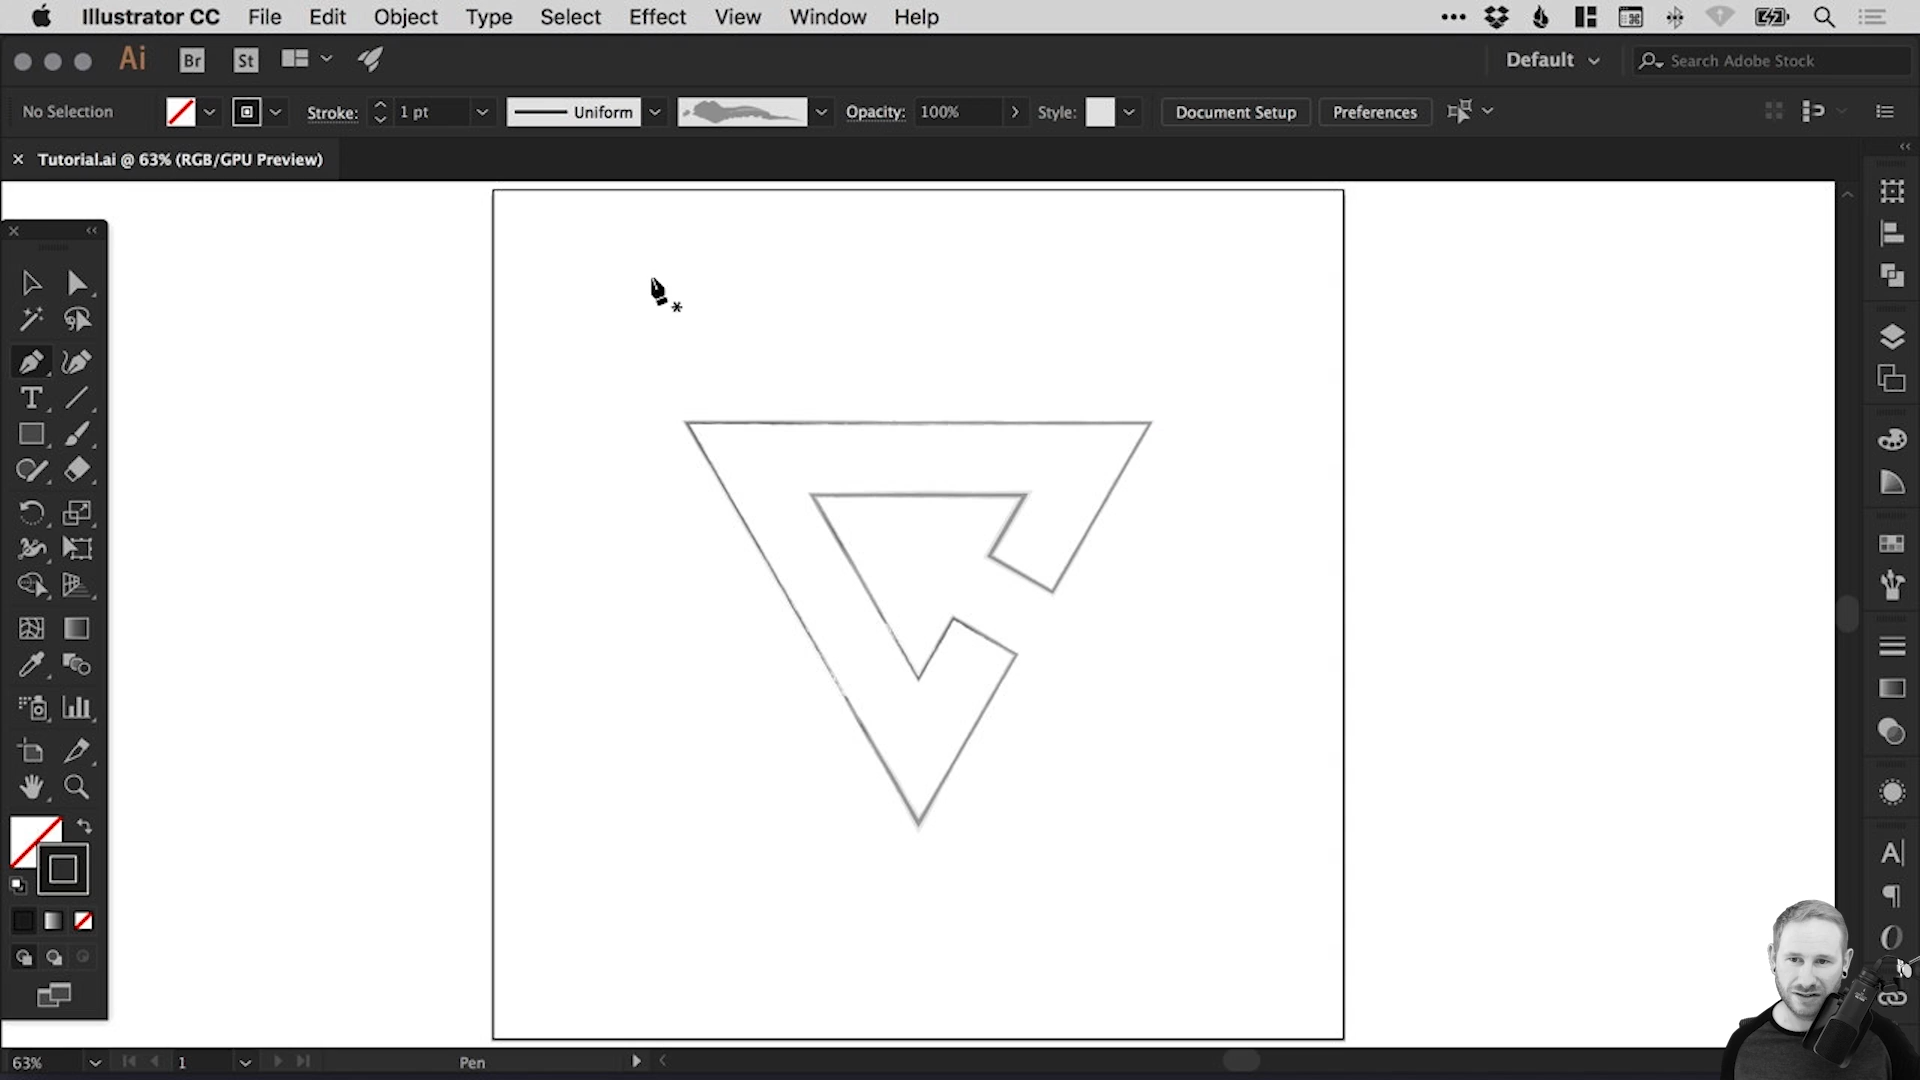 Illustrator CC File Edit Object Type Select Effect View Window Help
Ai Br St Default Search Adobe Stock
No Selection Stroke: 1 pt Uniform Opacity: 100% Style: Document Setup Preferences
× Tutorial.ai @ 63% (RGB/GPU Preview)
63% 1 Pen